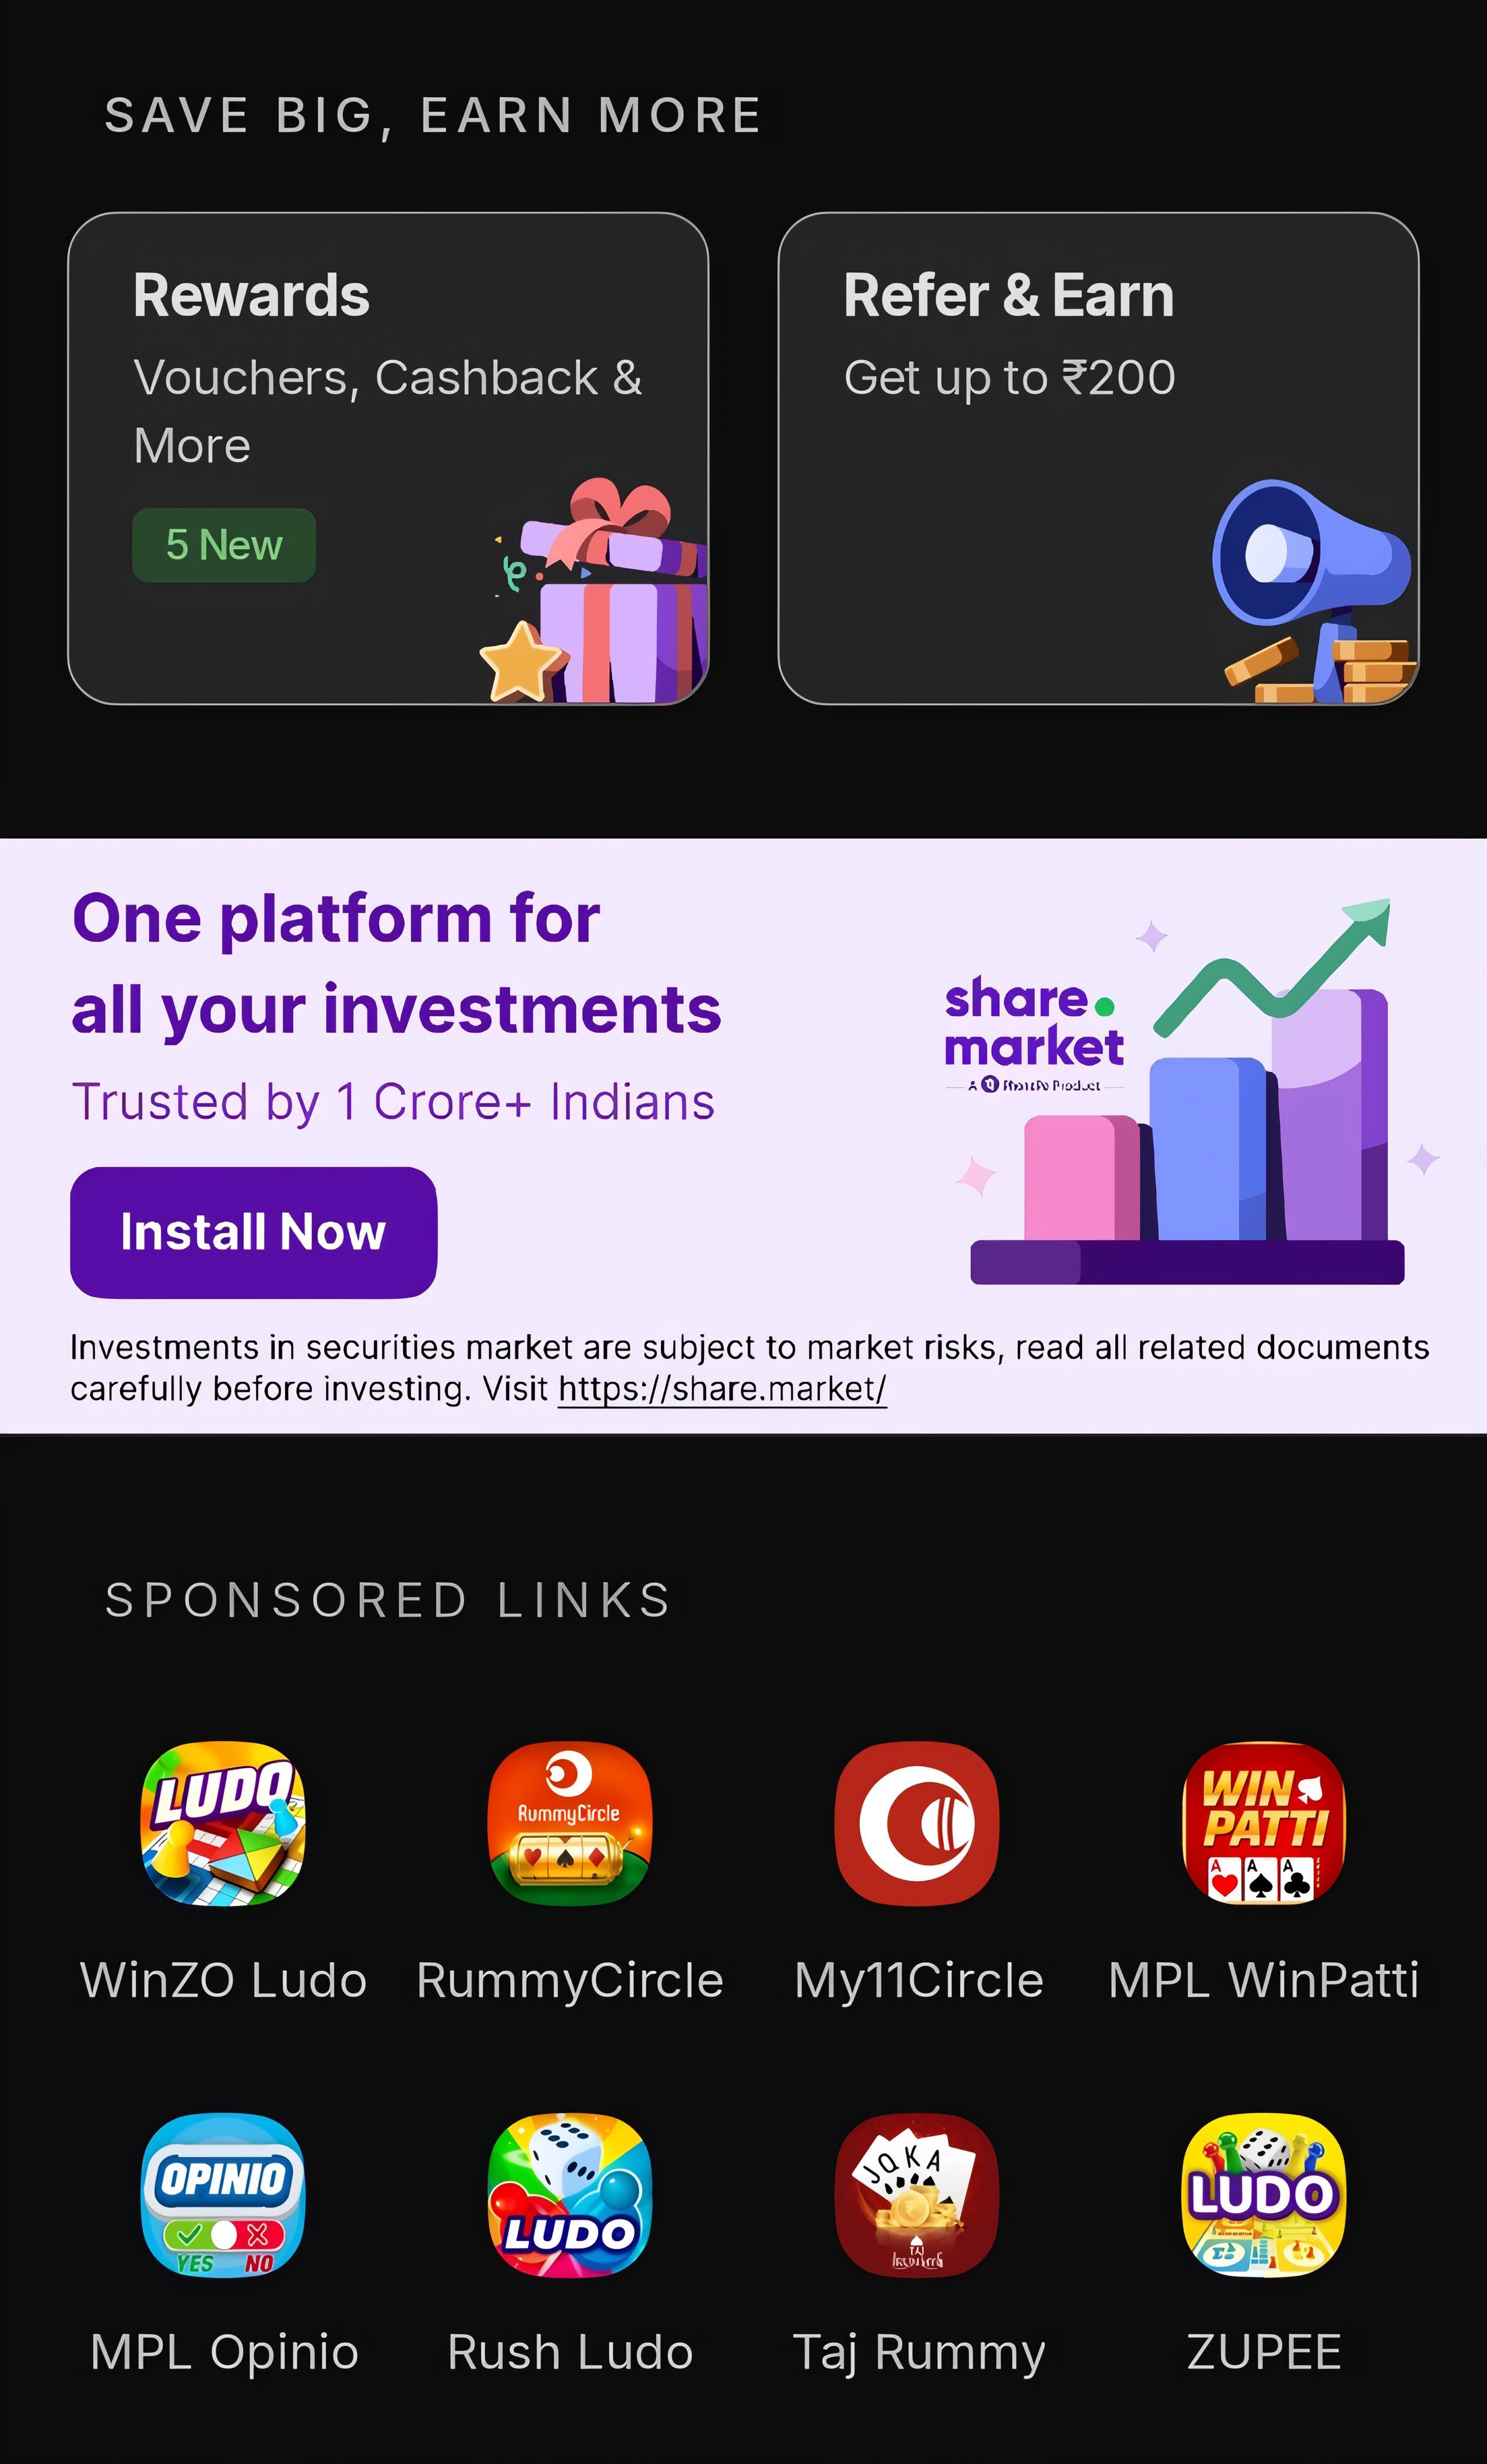 SAVE BIG, EARN MORE
Rewards
Vouchers, Cashback &
More
5 New
Refer & Earn
Get up to ₹200
One platform for
all your investments
Trusted by 1 Crore+ Indians
Install Now
share
market
A
Investments in securities market are subject to market risks, read all related documents
carefully before investing. Visit https://share.market/
SPONSORED LINKS
LUDO
RummyCircle
WIN
PATTI
A A A
WinZO Ludo
RummyCircle
My11Circle
MPL WinPatti
OPINIO
YES NO
LUDO
J Q K A
TAJ
LUDO
MPL Opinio
Rush Ludo
Taj Rummy
ZUPEE